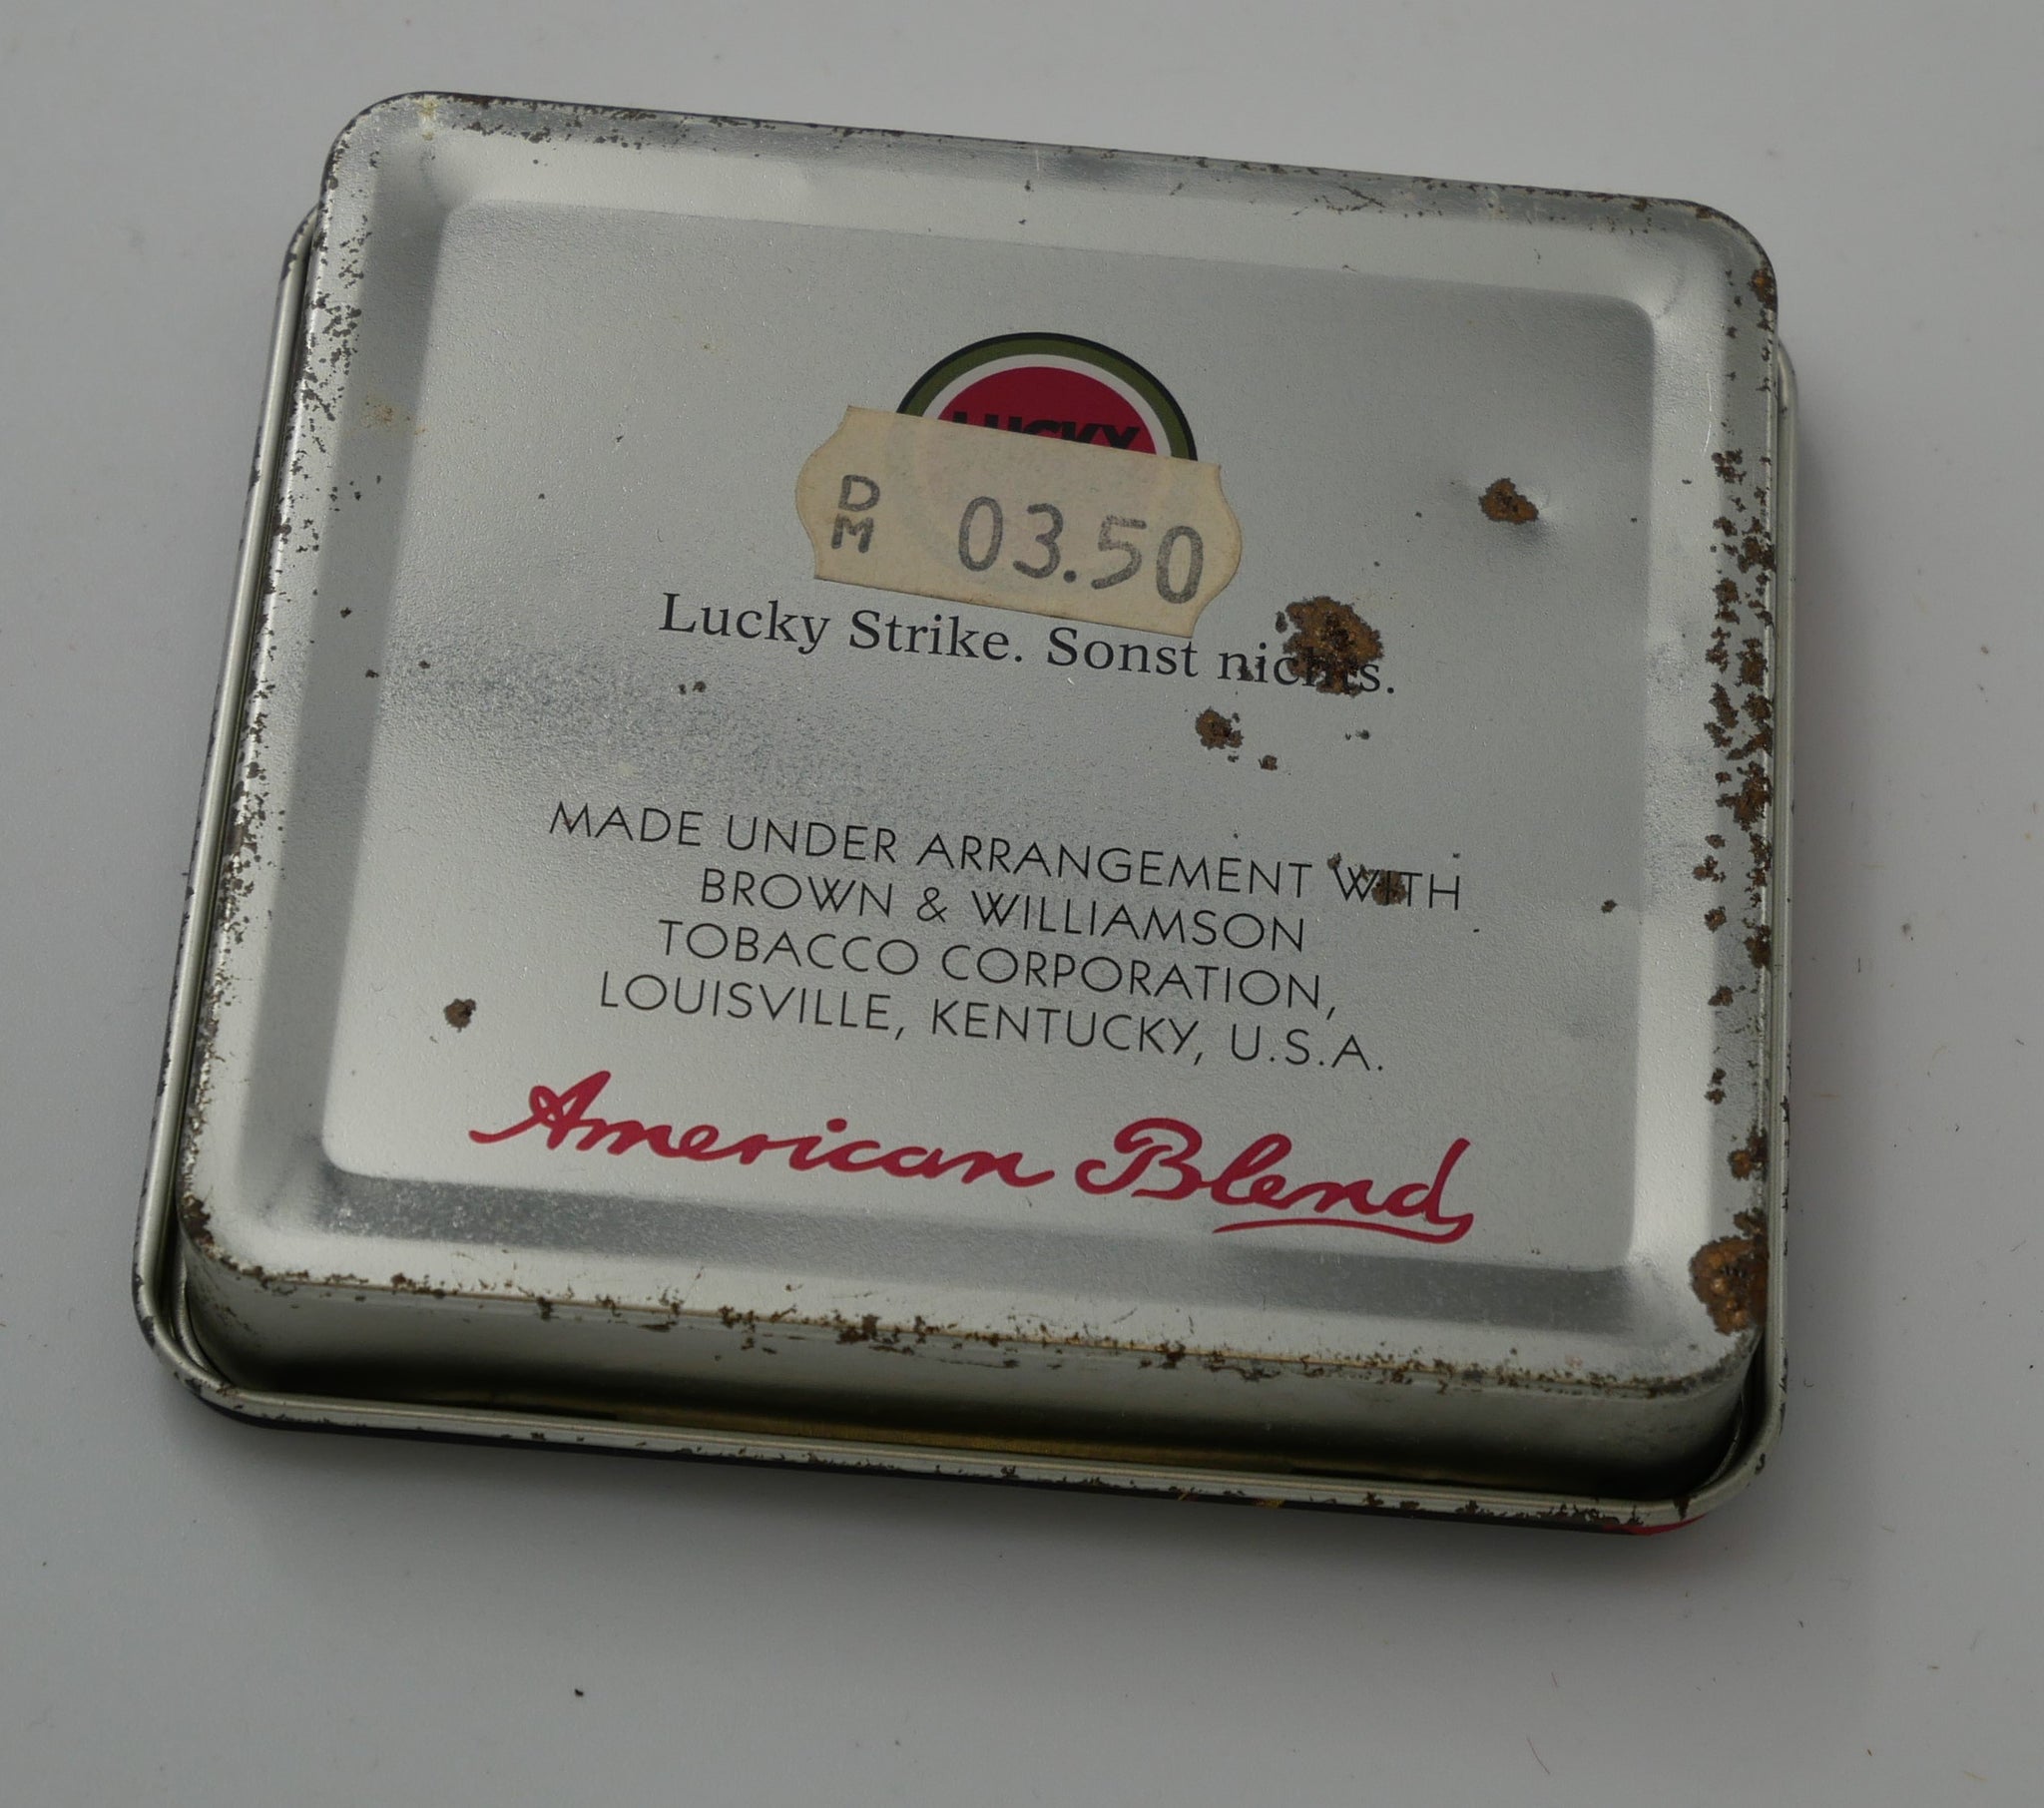 LUCKY
DM 03.50
Lucky Strike. Sonst nichts.
MADE UNDER ARRANGEMENT WITH
BROWN & WILLIAMSON
TOBACCO CORPORATION,
LOUISVILLE, KENTUCKY, U.S.A.
American Blend